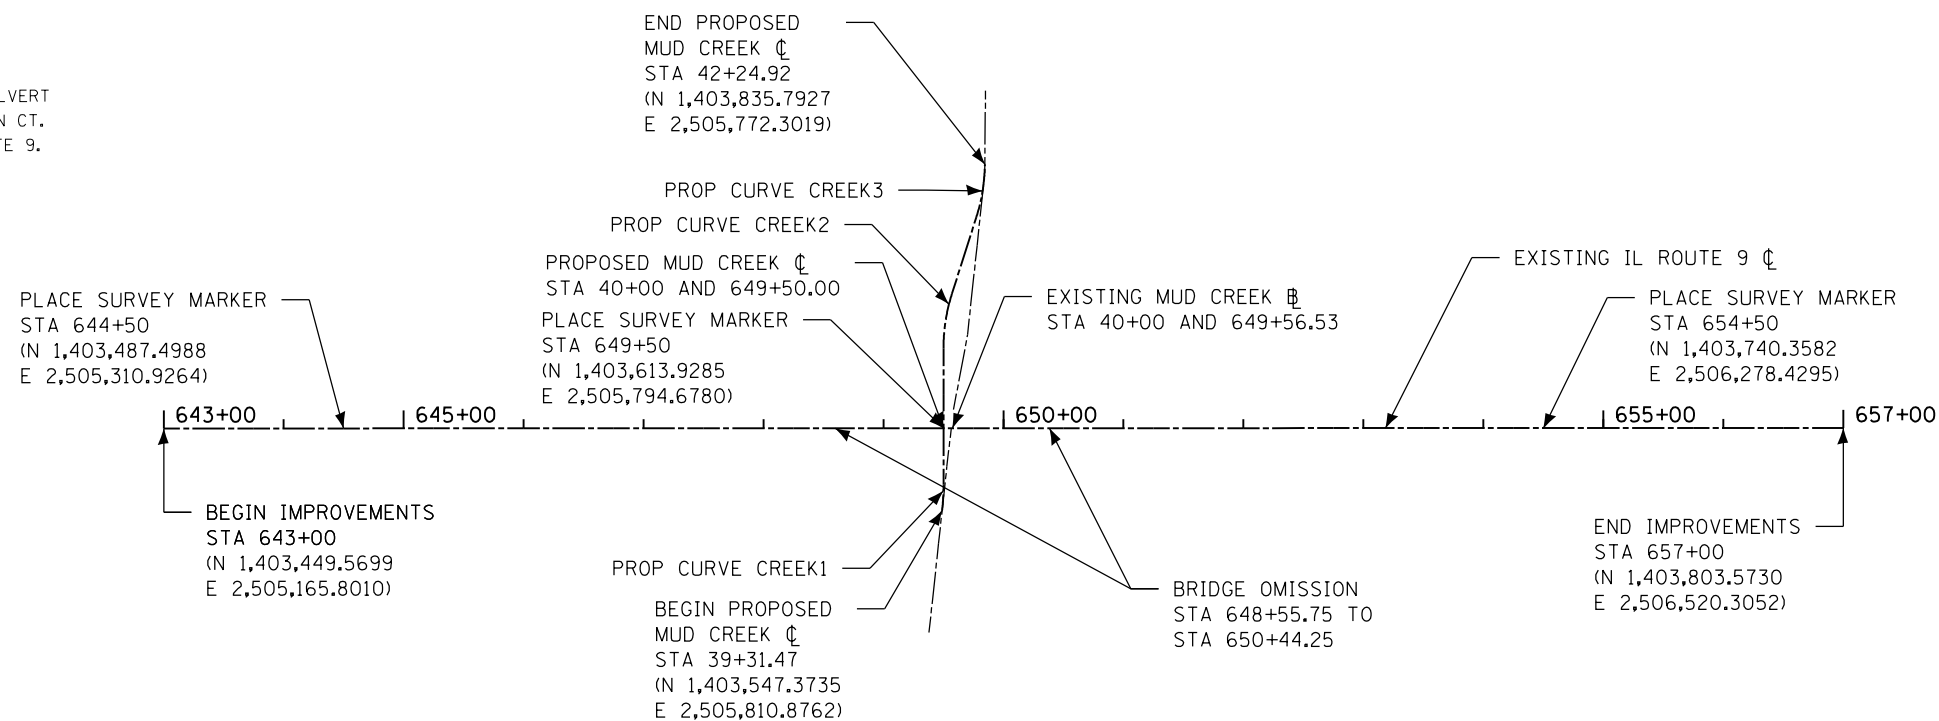 LVERT
N CT.
TE 9.
END PROPOSED
MUD CREEK ℄
STA 42+24.92
(N 1,403,835.7927
E 2,505,772.3019)
PROP CURVE CREEK3
PROP CURVE CREEK2
PROPOSED MUD CREEK ℄
STA 40+00 AND 649+50.00
PLACE SURVEY MARKER
STA 649+50
(N 1,403,613.9285
E 2,505,794.6780)
PLACE SURVEY MARKER
STA 644+50
(N 1,403,487.4988
E 2,505,310.9264)
EXISTING MUD CREEK BL
STA 40+00 AND 649+56.53
EXISTING IL ROUTE 9 ℄
PLACE SURVEY MARKER
STA 654+50
(N 1,403,740.3582
E 2,506,278.4295)
643+00
645+00
650+00
655+00
657+00
BEGIN IMPROVEMENTS
STA 643+00
(N 1,403,449.5699
E 2,505,165.8010)
PROP CURVE CREEK1
BEGIN PROPOSED
MUD CREEK ℄
STA 39+31.47
(N 1,403,547.3735
E 2,505,810.8762)
BRIDGE OMISSION
STA 648+55.75 TO
STA 650+44.25
END IMPROVEMENTS
STA 657+00
(N 1,403,803.5730
E 2,506,520.3052)